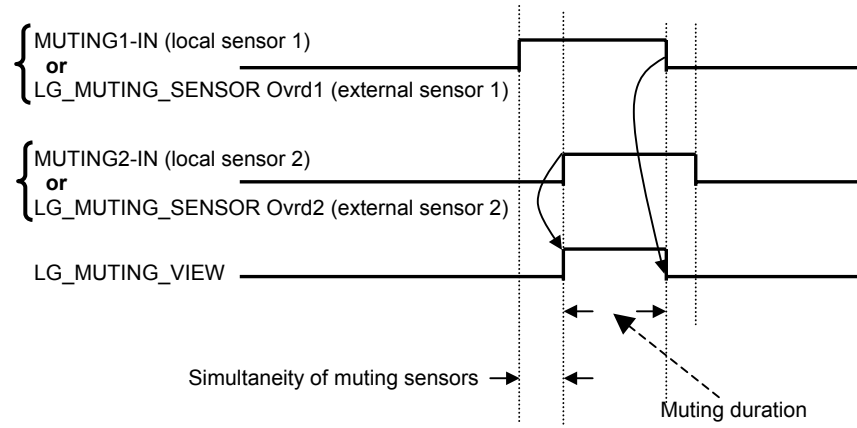 MUTING1-IN (local sensor 1)
or
LG_MUTING_SENSOR Ovrd1 (external sensor 1)
MUTING2-IN (local sensor 2)
or
LG_MUTING_SENSOR Ovrd2 (external sensor 2)
LG_MUTING_VIEW
Simultaneity of muting sensors
Muting duration